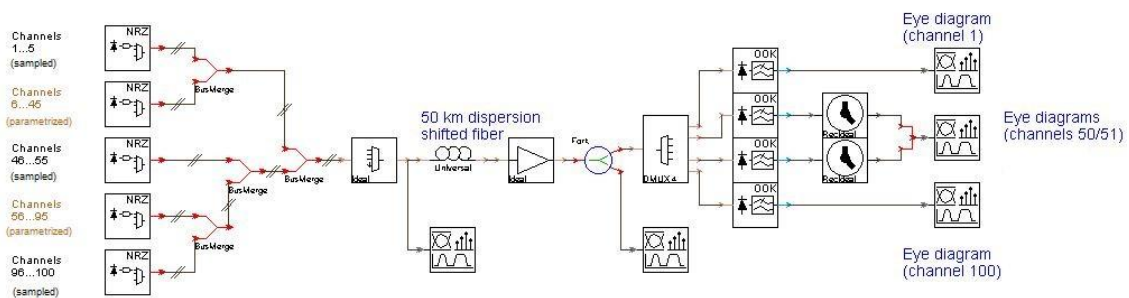 Channels
1...5
(sampled)
NRZ
Channels
6...45
(parametrized)
NRZ
BusMerge
Channels
46...55
(sampled)
NRZ
BusMerge
BusMerge
Channels
56...95
(parametrized)
NRZ
BusMerge
Channels
96...100
(sampled)
NRZ
Ideal
50 km dispersion
shifted fiber
Universal
Ideal
Fork
DMUX4
OOK
OOK
OOK
OOK
RecIdeal
RecIdeal
Eye diagram
(channel 1)
Eye diagrams
(channels 50/51)
Eye diagram
(channel 100)